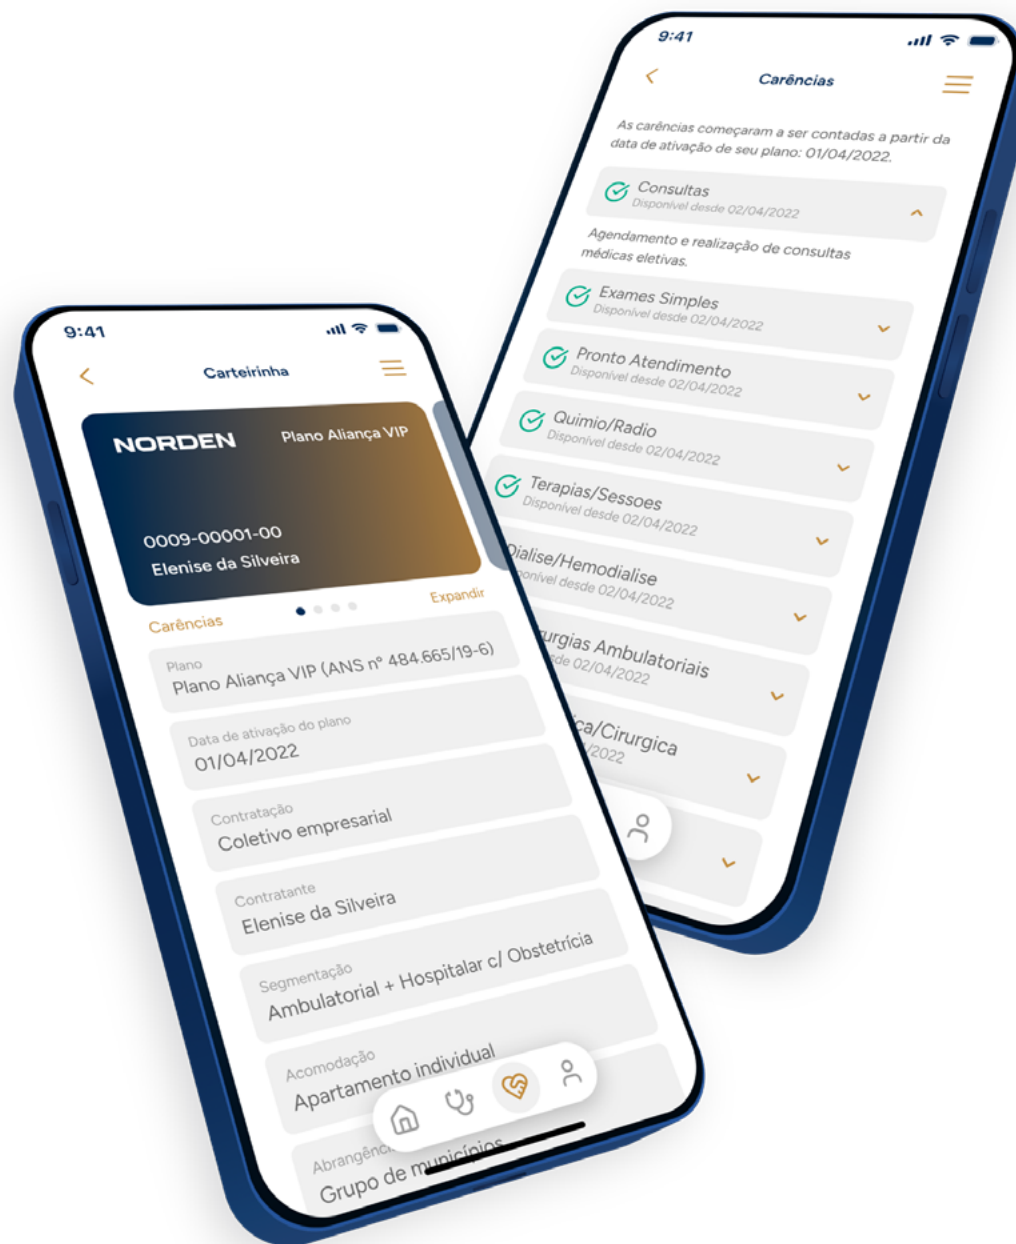 9:41
Carteirinha
NORDEN
Plano Aliança VIP
0009-00001-00
Elenise da Silveira
Carências
Expandir
Plano
Plano Aliança VIP (ANS nº 484.665/19-6)
Data de ativação do plano
01/04/2022
Contratação
Coletivo empresarial
Contratante
Elenise da Silveira
Segmentação
Ambulatorial + Hospitalar c/ Obstetrícia
Acomodação
Apartamento individual
Grupo de municípios
9:41
Carências
As carências começaram a ser contadas a partir da
data de ativação de seu plano: 01/04/2022.
Consultas
Disponível desde 02/04/2022
Agendamento e realização de consultas
médicas eletivas.
Exames Simples
Disponível desde 02/04/2022
Pronto Atendimento
Disponível desde 02/04/2022
Quimio/Radio
Disponível desde 02/04/2022
Terapias/Sessoes
Disponível desde 02/04/2022
Dialise/Hemodialise
desde 02/04/2022
Ambulatoriais
02/04/2022
/Cirurgica